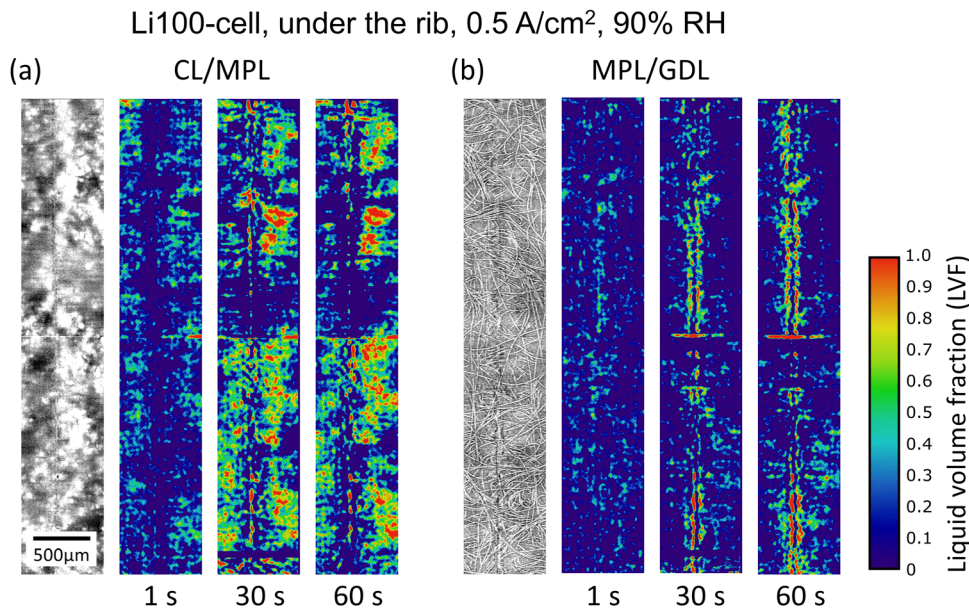 Li100-cell, under the rib, 0.5 A/cm², 90% RH
(a)
CL/MPL
(b)
MPL/GDL
500µm
1 s
30 s
60 s
1 s
30 s
60 s
1.0
0.9
0.8
0.7
0.6
0.5
0.4
0.3
0.2
0.1
0
Liquid volume fraction (LVF)